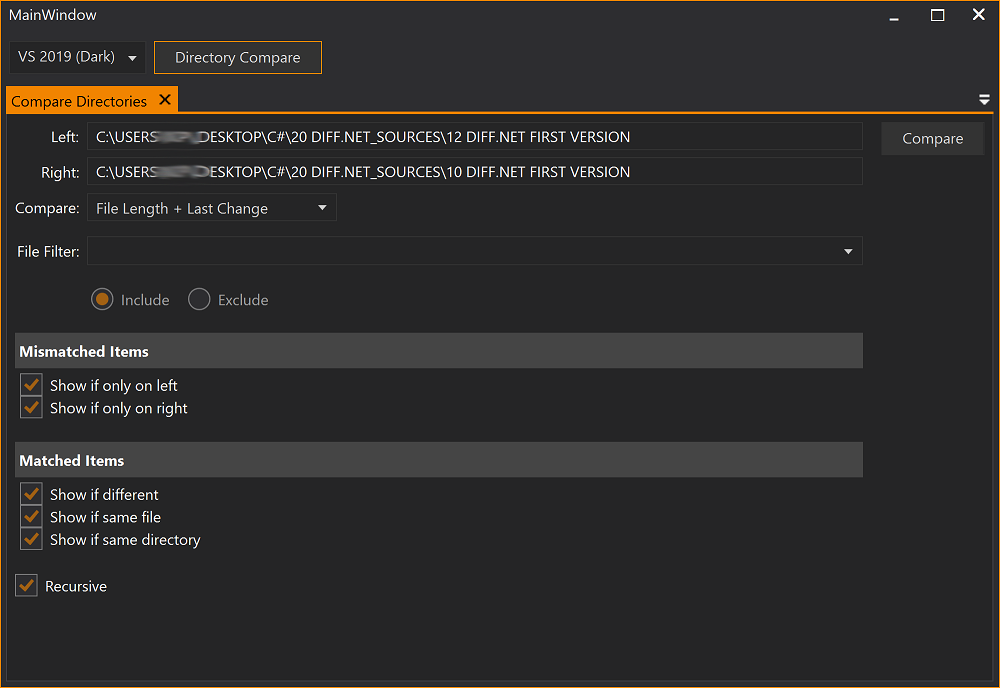 MainWindow
VS 2019 (Dark) Directory Compare
Compare Directories
Left: C:\USERS DESKTOP\C#\20 DIFF.NET_SOURCES\12 DIFF.NET FIRST VERSION Compare
Right: C:\USERS DESKTOP\C#\20 DIFF.NET_SOURCES\10 DIFF.NET FIRST VERSION
Compare: File Length + Last Change
File Filter:
Include Exclude
Mismatched Items
Show if only on left
Show if only on right
Matched Items
Show if different
Show if same file
Show if same directory
Recursive